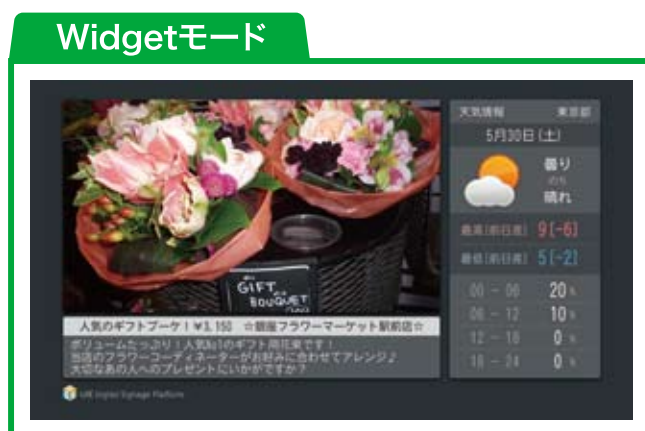 Widgetモード
GIFT
BOUQUET
人気のギフトブーケ！¥3,150 ☆銀座フラワーマーケット駅前店☆
ボリュームたっぷり！人気No1のギフト用花束です！
当店のフラワーコーディネーターがお好みに合わせてアレンジ♪
大切なあの人へのプレゼントにいかがですか？
天気情報 東京都
5月30日(土)
曇り
のち
晴れ
最高[前日差] 9[-6]
最低[前日差] 5[-2]
00 - 06 20%
06 - 12 10%
12 - 18 0%
18 - 24 0%
Signage Platform